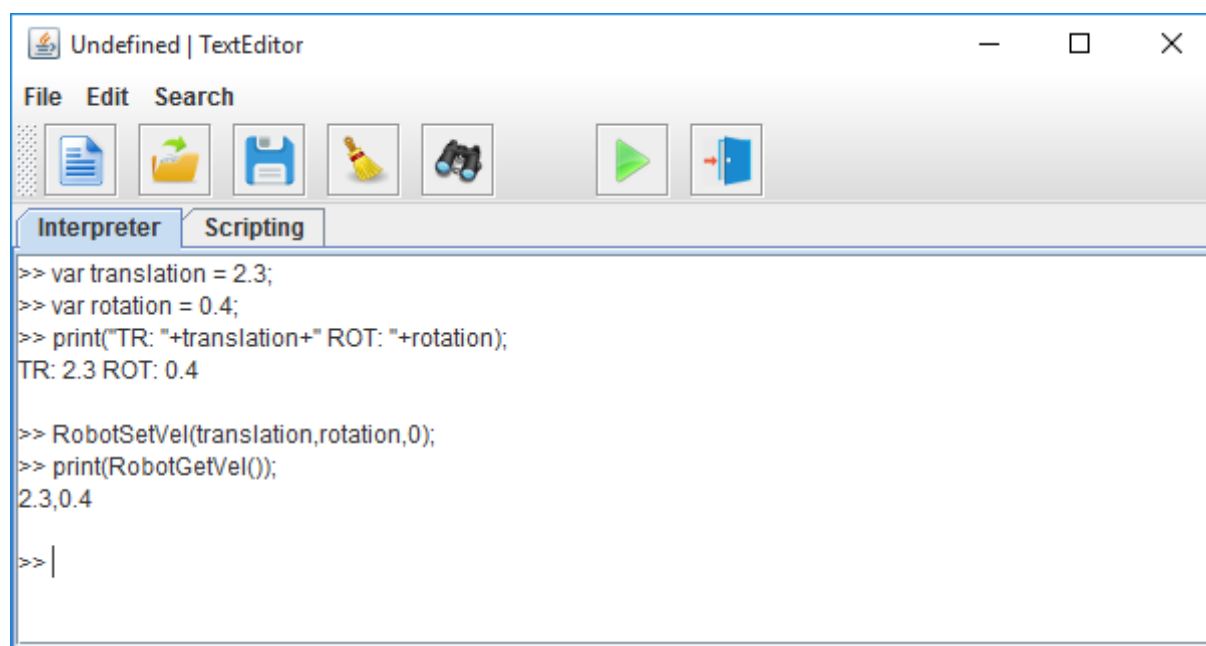 Undefined | TextEditor
File Edit Search
Interpreter Scripting
>> var translation = 2.3;
>> var rotation = 0.4;
>> print("TR: "+translation+" ROT: "+rotation);
TR: 2.3 ROT: 0.4
>> RobotSetVel(translation,rotation,0);
>> print(RobotGetVel());
2.3,0.4
>>